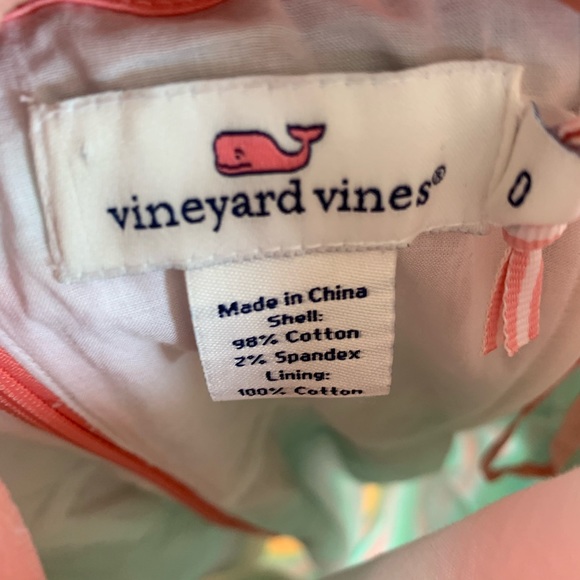 vineyard vines®
0
Made in China
Shell:
98% Cotton
2% Spandex
Lining:
100% Cotton